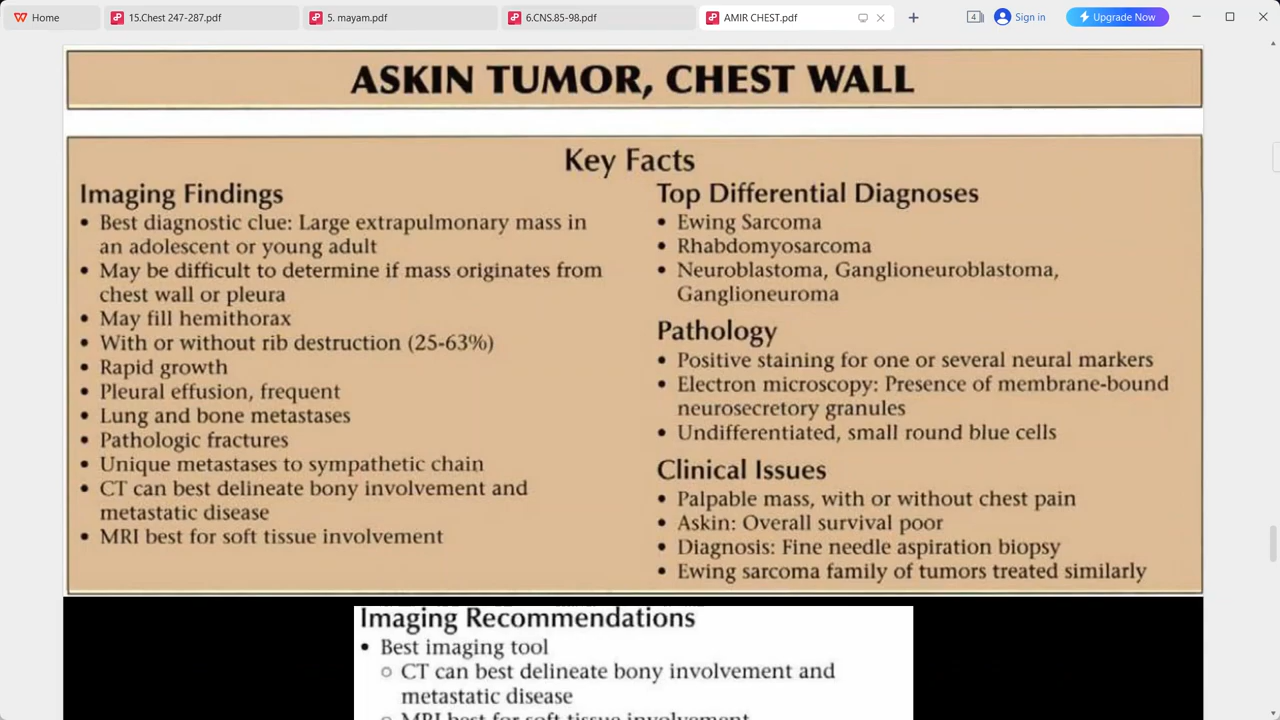 Home
15.Chest 247-287.pdf
5. mayam.pdf
6.CNS.85-98.pdf
AMIR CHEST.pdf
4
Sign in
Upgrade Now
ASKIN TUMOR, CHEST WALL
Key Facts
Imaging Findings
• Best diagnostic clue: Large extrapulmonary mass in
an adolescent or young adult
• May be difficult to determine if mass originates from
chest wall or pleura
• May fill hemithorax
• With or without rib destruction (25-63%)
• Rapid growth
• Pleural effusion, frequent
• Lung and bone metastases
• Pathologic fractures
• Unique metastases to sympathetic chain
• CT can best delineate bony involvement and
metastatic disease
• MRI best for soft tissue involvement
Top Differential Diagnoses
• Ewing Sarcoma
• Rhabdomyosarcoma
• Neuroblastoma, Ganglioneuroblastoma,
Ganglioneuroma
Pathology
• Positive staining for one or several neural markers
• Electron microscopy: Presence of membrane-bound
neurosecretory granules
• Undifferentiated, small round blue cells
Clinical Issues
• Palpable mass, with or without chest pain
• Askin: Overall survival poor
• Diagnosis: Fine needle aspiration biopsy
• Ewing sarcoma family of tumors treated similarly
Imaging Recommendations
• Best imaging tool
○ CT can best delineate bony involvement and
metastatic disease
○ MRI best for soft tissue involvement